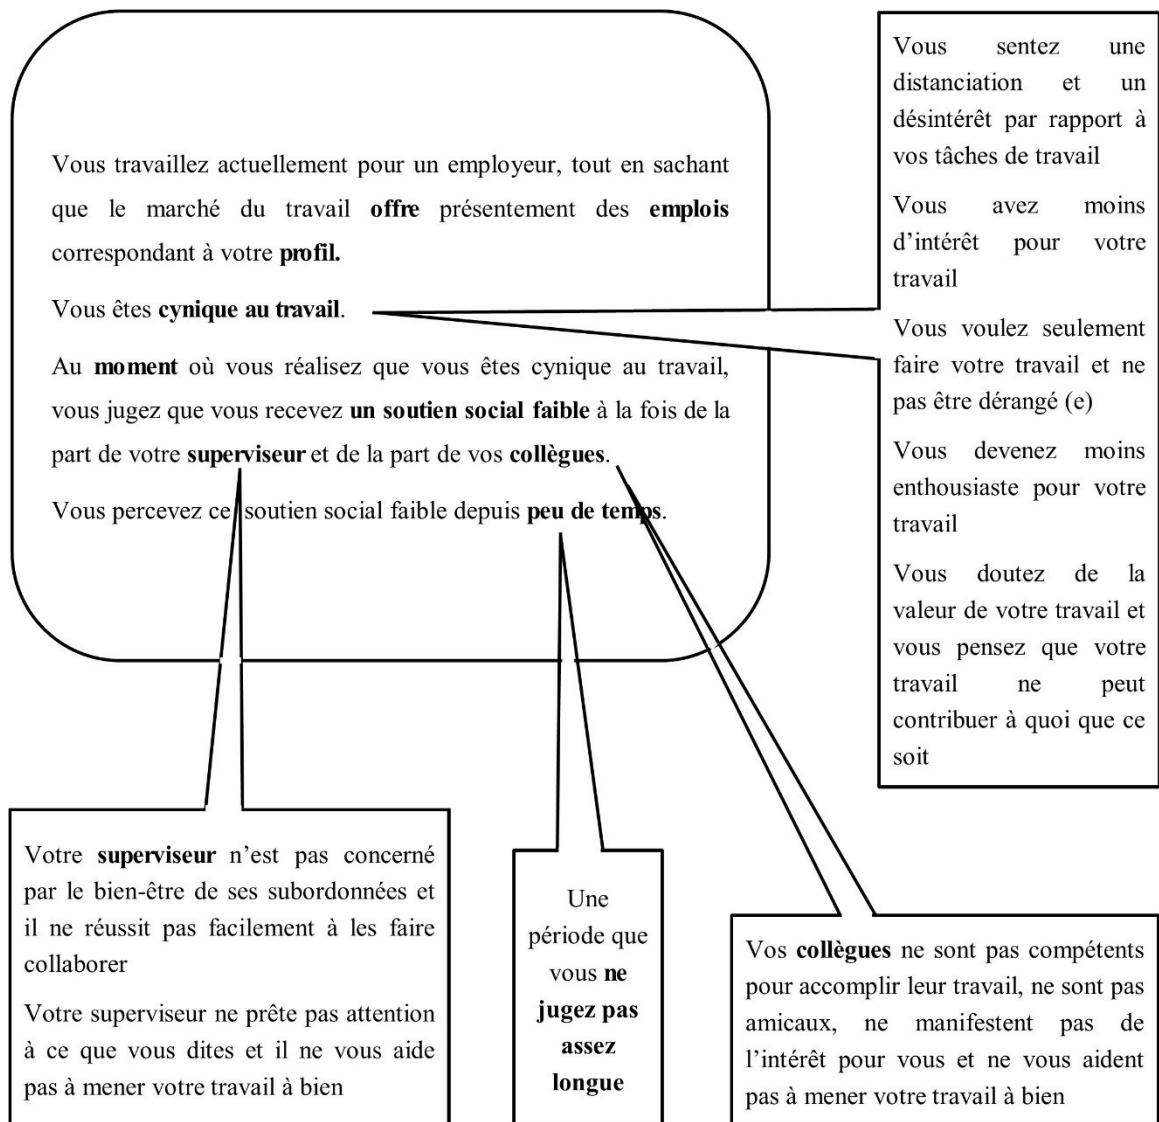 Vous travaillez actuellement pour un employeur, tout en sachant
que le marché du travail offre présentement des emplois
correspondant à votre profil.
Vous êtes cynique au travail.
Au moment où vous réalisez que vous êtes cynique au travail,
vous jugez que vous recevez un soutien social faible à la fois de la
part de votre superviseur et de la part de vos collègues.
Vous percevez ce soutien social faible depuis peu de temps.
Vous sentez une
distanciation et un
désintérêt par rapport à
vos tâches de travail
Vous avez moins
d’intérêt pour votre
travail
Vous voulez seulement
faire votre travail et ne
pas être dérangé (e)
Vous devenez moins
enthousiaste pour votre
travail
Vous doutez de la
valeur de votre travail et
vous pensez que votre
travail ne peut
contribuer à quoi que ce
soit
Votre superviseur n’est pas concerné
par le bien-être de ses subordonnées et
il ne réussit pas facilement à les faire
collaborer
Votre superviseur ne prête pas attention
à ce que vous dites et il ne vous aide
pas à mener votre travail à bien
Une
période que
vous ne
jugez pas
assez
longue
Vos collègues ne sont pas compétents
pour accomplir leur travail, ne sont pas
amicaux, ne manifestent pas de
l’intérêt pour vous et ne vous aident
pas à mener votre travail à bien